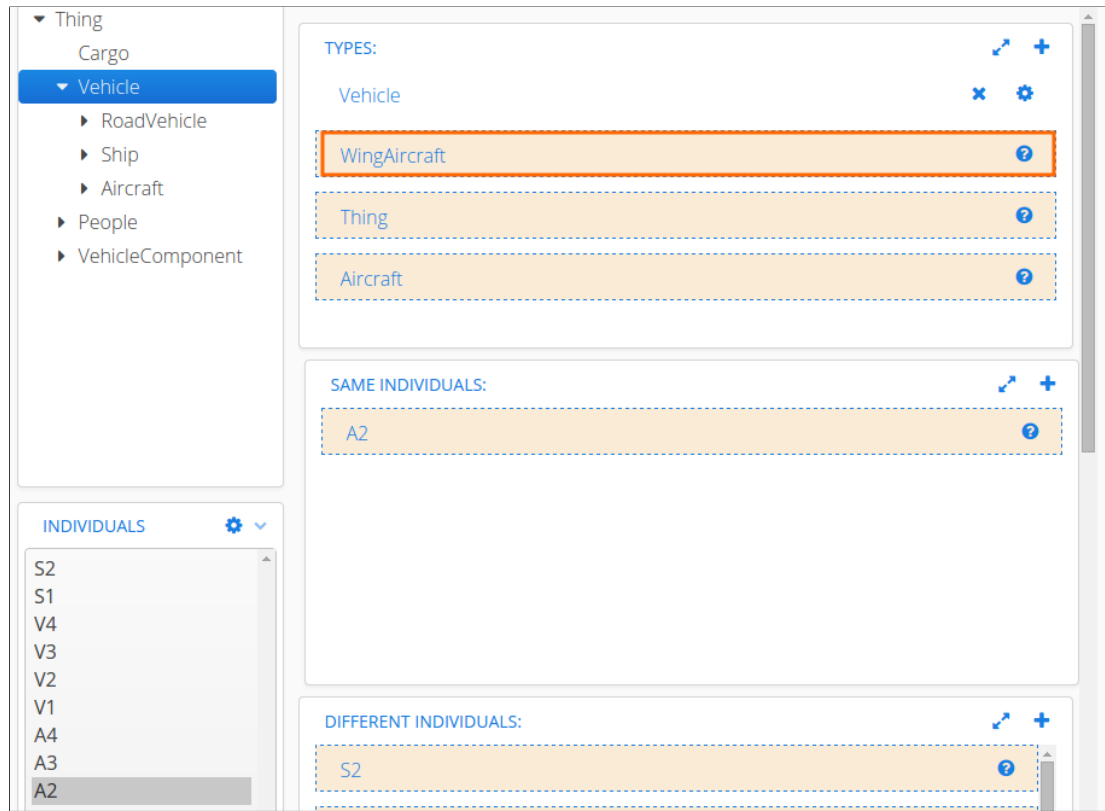 Thing
Cargo
Vehicle
RoadVehicle
Ship
Aircraft
People
VehicleComponent
INDIVIDUALS
S2
S1
V4
V3
V2
V1
A4
A3
A2
TYPES:
Vehicle
WingAircraft
Thing
Aircraft
SAME INDIVIDUALS:
A2
DIFFERENT INDIVIDUALS:
S2